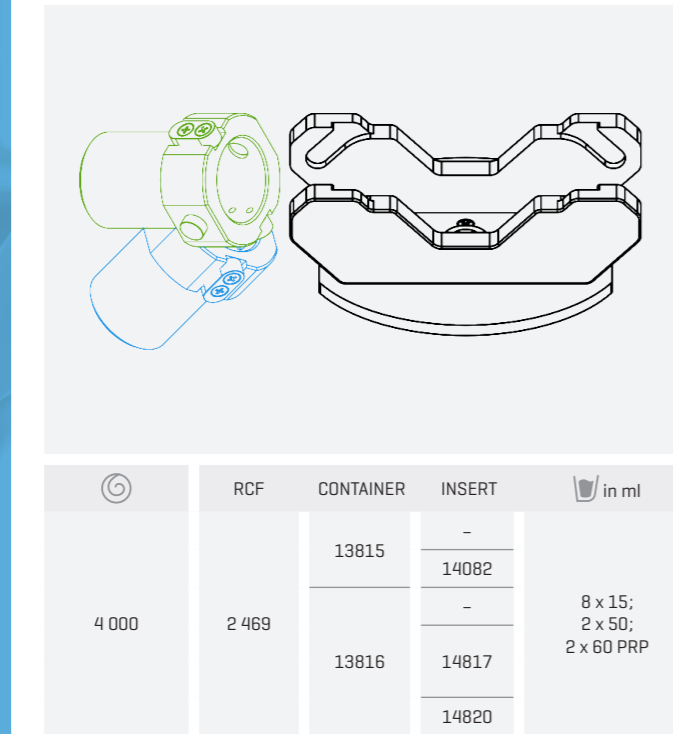 RCF CONTAINER INSERT in ml
4 000 2 469 13815 –
14082
13816 –
14817
14820
8 x 15;
2 x 50;
2 x 60 PRP